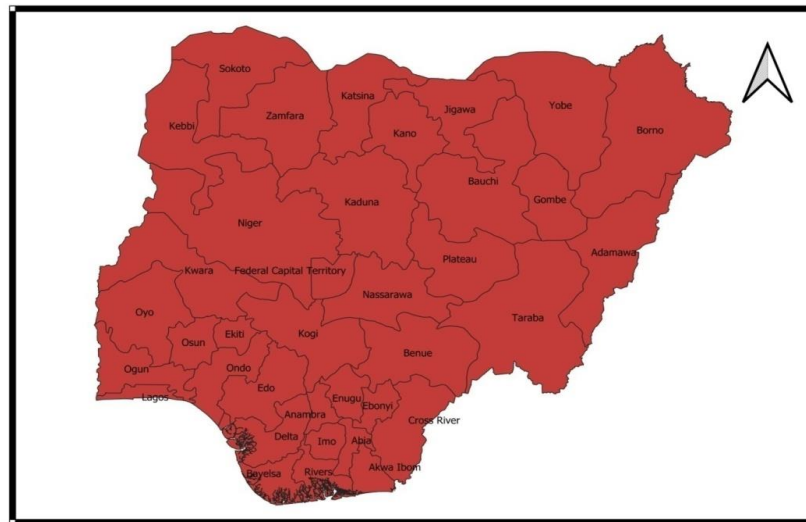 Sokoto
Katsina
Jigawa
Yobe
Kebbi
Zamfara
Kano
Borno
Bauchi
Kaduna
Gombe
Niger
Adamawa
Plateau
Kwara
Federal Capital Territory
Nassarawa
Oyo
Taraba
Osun
Ekiti
Kogi
Benue
Ogun
Ondo
Edo
Lagos
Enugu
Ebonyi
Anambra
Cross River
Delta
Imo
Abia
Bayelsa
Rivers
Akwa Ibom